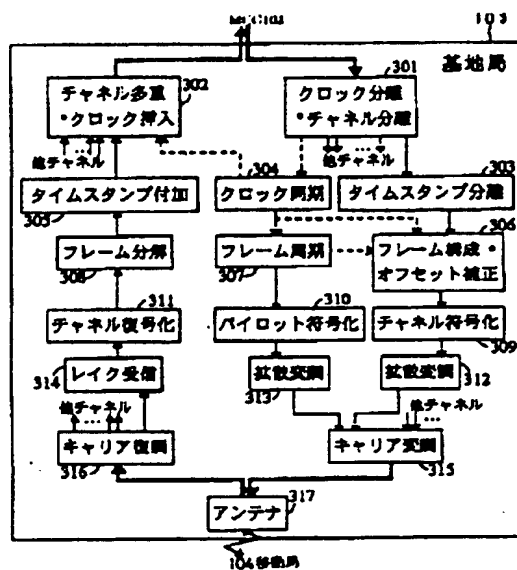 MCC102
103
基地局
チャネル多重
•クロック挿入
302
クロック分離
•チャネル分離
301
他チャネル
他チャネル
304
303
タイムスタンプ付加
305
クロック同期
タイムスタンプ分離
306
フレーム分解
308
フレーム周期
307
フレーム構成•
オフセット補正
311
チャネル復号化
310
パイロット符号化
チャネル符号化
309
314
レイク受信
拡散変調
313
拡散変調
312
他チャネル
他チャネル
キャリア復調
316
キャリア変調
315
317
アンテナ
104移動局